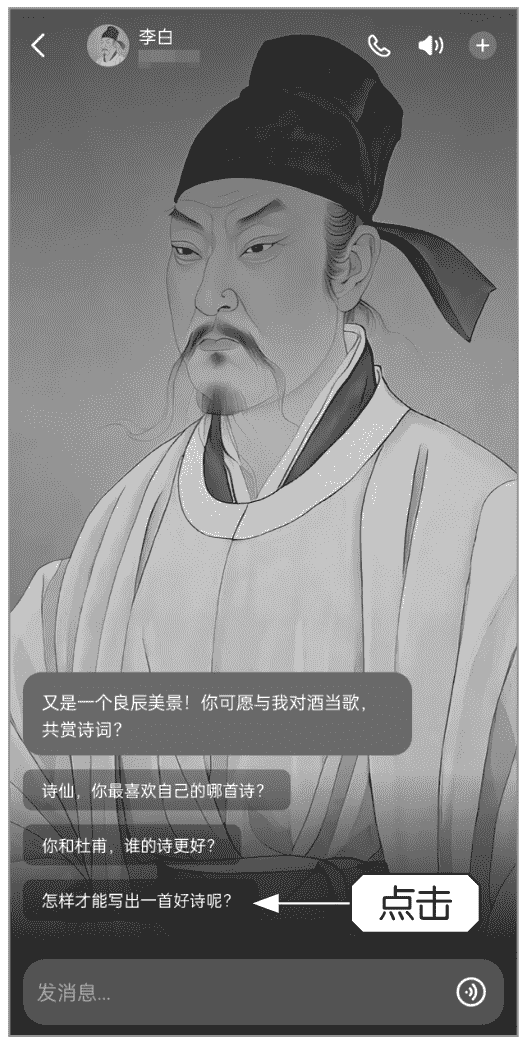 李白
又是一个良辰美景！你可愿与我对酒当歌，
共赏诗词？
诗仙，你最喜欢自己的哪首诗？
你和杜甫，谁的诗更好？
怎样才能写出一首好诗呢？
点击
发消息...